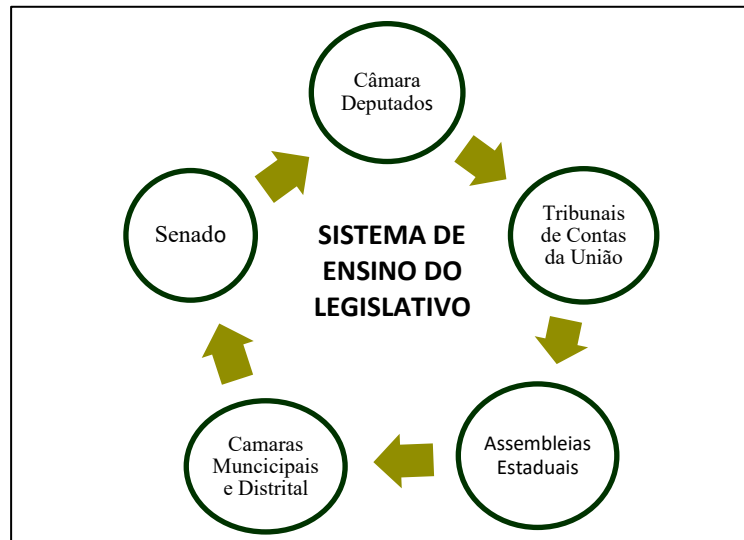 Câmara
Deputados
Tribunais
de Contas
da União
Senado
SISTEMA DE
ENSINO DO
LEGISLATIVO
Assembleias
Estaduais
Camaras
Muncicipais
e Distrital